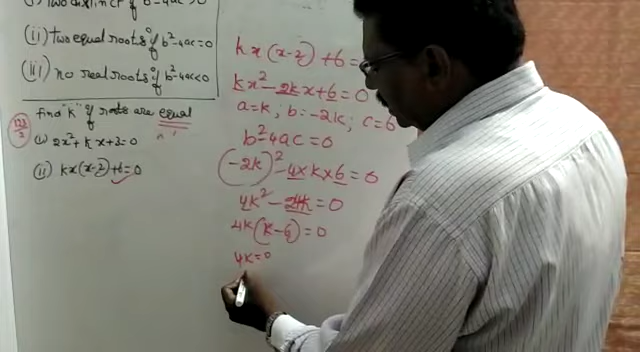 (i) Two distinct if b²-4ac>0
(ii) two equal roots if b²-4ac=0
(iii) no real roots if b²-4ac<0
Find "K" if roots are equal
(i) 2x²+kx+3=0
(ii) kx(x-2)+6=0
kx(x-2)+6=
kx²-2kx+6=0
a=k; b=-2k; c=6
b²-4ac=0
(-2k)²-4×k×6=0
4k²-24k=0
4k(k-6)=0
4k=0